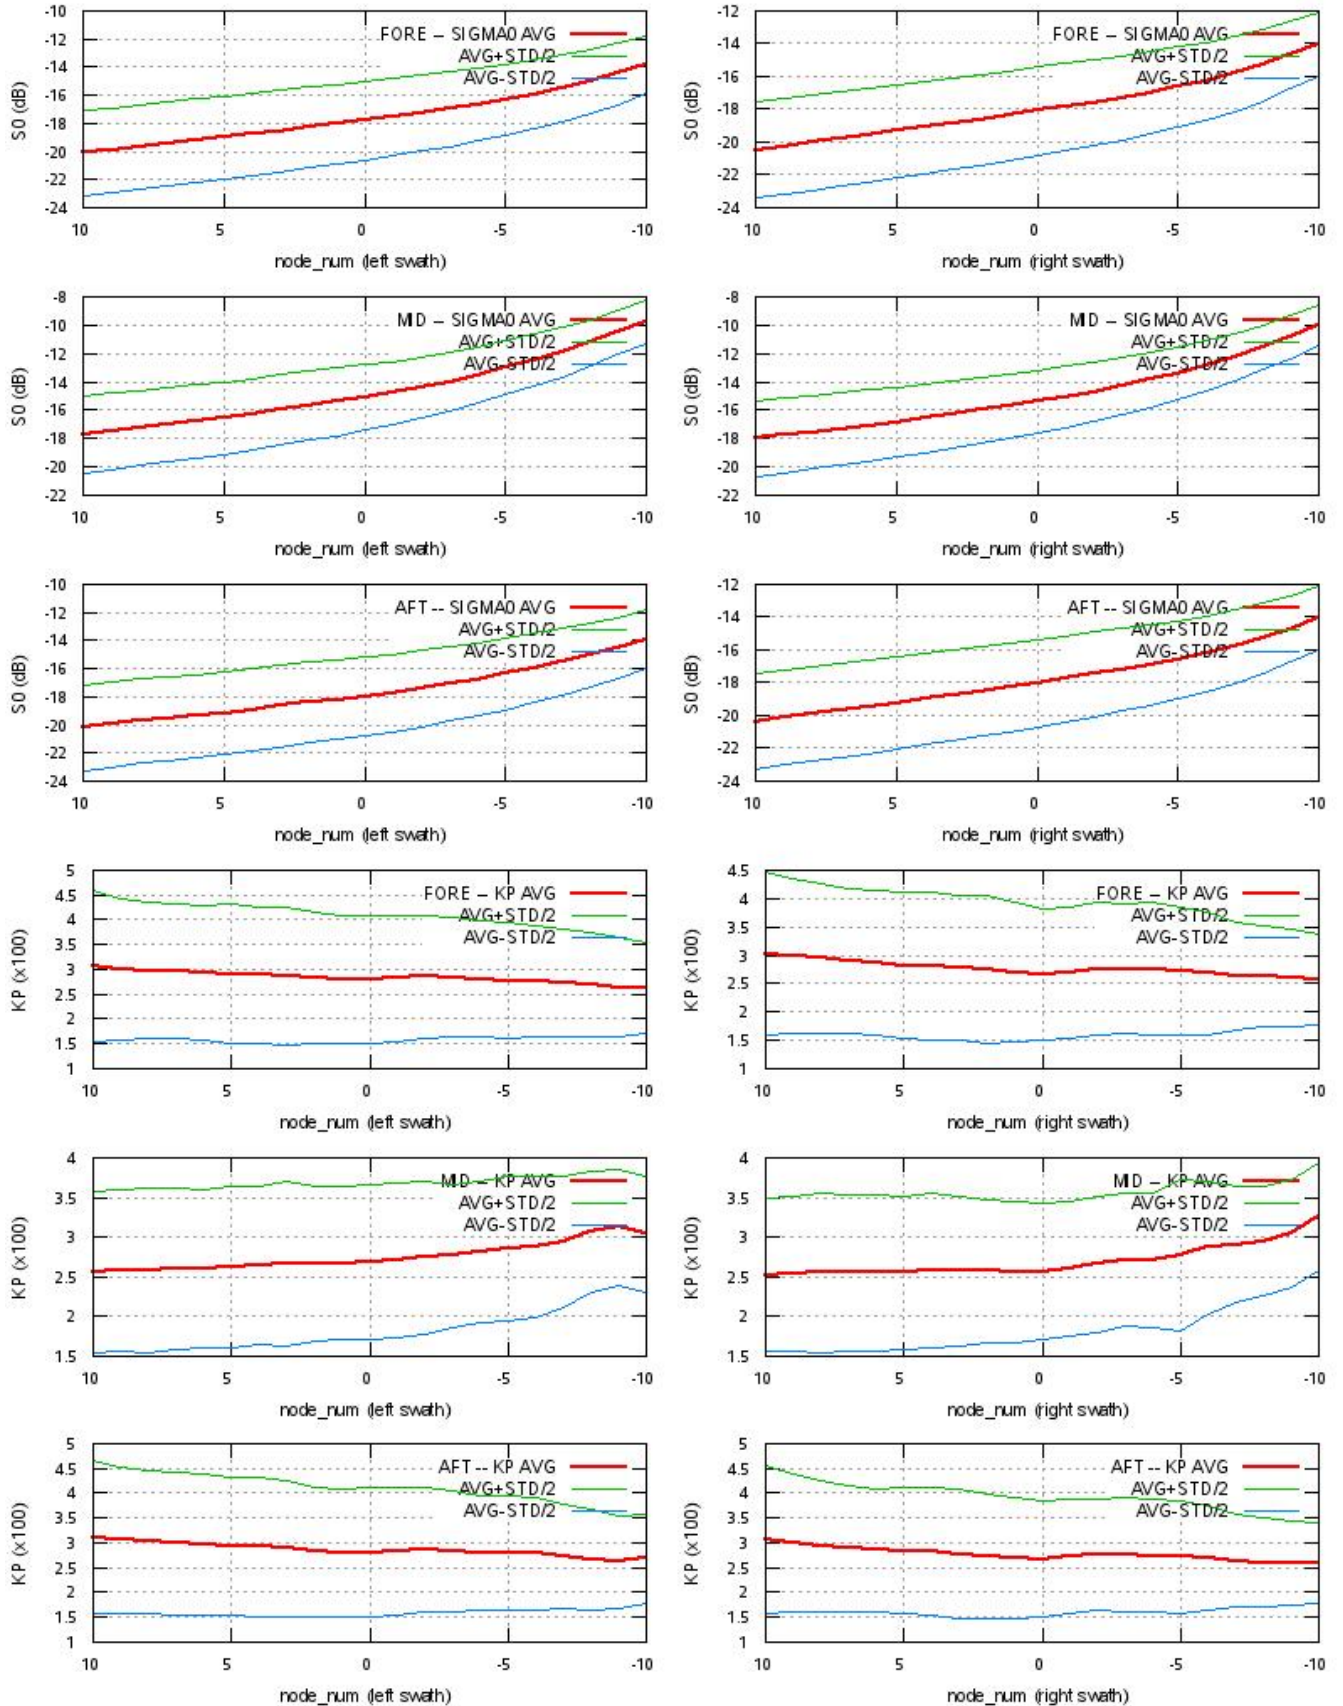 -10
-12
-14
-16
-18
-20
-22
-24
S0 (dB)
FORE -- SIGMA0 AVG
AVG+STD/2
AVG-STD/2
10 5 0 -5 -10
node_num (left swath)
-12
-14
-16
-18
-20
-22
-24
S0 (dB)
FORE -- SIGMA0 AVG
AVG+STD/2
AVG-STD/2
10 5 0 -5 -10
node_num (right swath)
-8
-10
-12
-14
-16
-18
-20
-22
S0 (dB)
MID -- SIGMA0 AVG
AVG+STD/2
AVG-STD/2
10 5 0 -5 -10
node_num (left swath)
-8
-10
-12
-14
-16
-18
-20
-22
S0 (dB)
MID -- SIGMA0 AVG
AVG+STD/2
AVG-STD/2
10 5 0 -5 -10
node_num (right swath)
-10
-12
-14
-16
-18
-20
-22
-24
S0 (dB)
AFT -- SIGMA0 AVG
AVG+STD/2
AVG-STD/2
10 5 0 -5 -10
node_num (left swath)
-12
-14
-16
-18
-20
-22
-24
S0 (dB)
AFT -- SIGMA0 AVG
AVG+STD/2
AVG-STD/2
10 5 0 -5 -10
node_num (right swath)
5
4.5
4
3.5
3
2.5
2
1.5
1
KP (x100)
FORE -- KP AVG
AVG+STD/2
AVG-STD/2
10 5 0 -5 -10
node_num (left swath)
4.5
4
3.5
3
2.5
2
1.5
1
KP (x100)
FORE -- KP AVG
AVG+STD/2
AVG-STD/2
10 5 0 -5 -10
node_num (right swath)
4
3.5
3
2.5
2
1.5
KP (x100)
MID -- KP AVG
AVG+STD/2
AVG-STD/2
10 5 0 -5 -10
node_num (left swath)
4
3.5
3
2.5
2
1.5
KP (x100)
MID -- KP AVG
AVG+STD/2
AVG-STD/2
10 5 0 -5 -10
node_num (right swath)
5
4.5
4
3.5
3
2.5
2
1.5
1
KP (x100)
AFT -- KP AVG
AVG+STD/2
AVG-STD/2
10 5 0 -5 -10
node_num (left swath)
5
4.5
4
3.5
3
2.5
2
1.5
1
KP (x100)
AFT -- KP AVG
AVG+STD/2
AVG-STD/2
10 5 0 -5 -10
node_num (right swath)